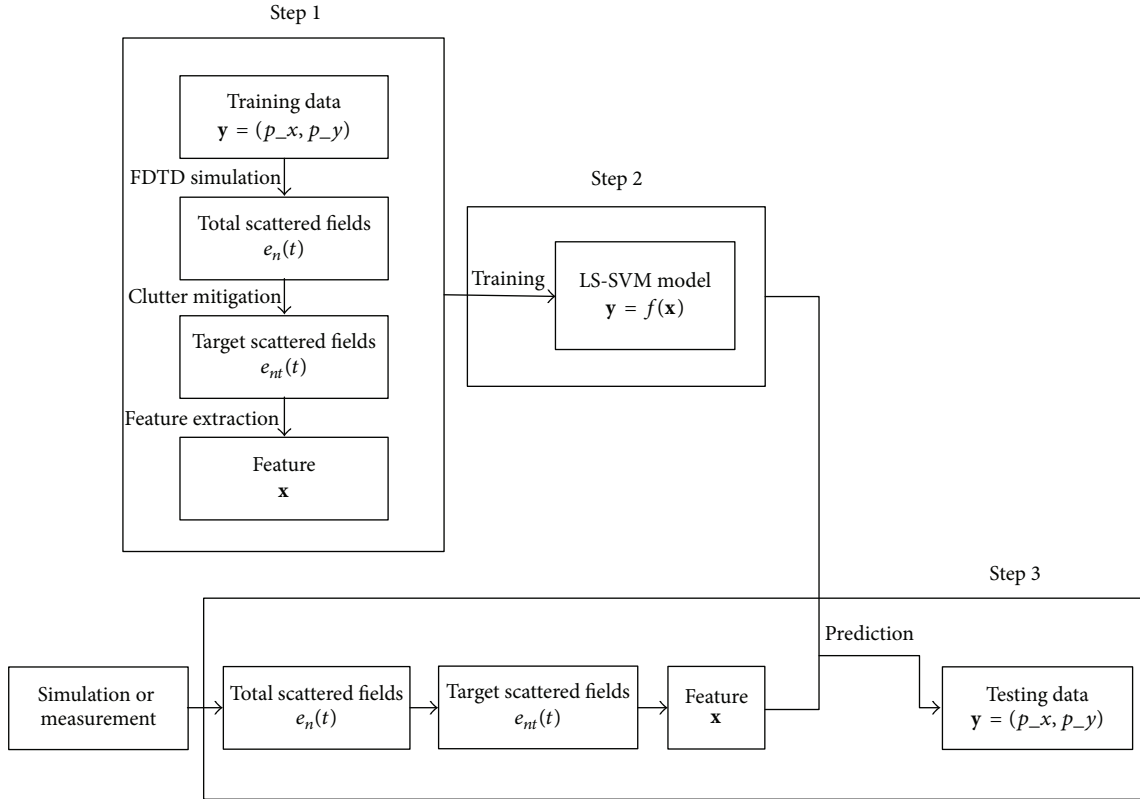 Step 1
Training data
y = (p_x, p_y)
FDTD simulation
Total scattered fields
e_n(t)
Clutter mitigation
Target scattered fields
e_nt(t)
Feature extraction
Feature
x
Step 2
Training
LS-SVM model
y = f(x)
Step 3
Prediction
Simulation or
measurement
Total scattered fields
e_n(t)
Target scattered fields
e_nt(t)
Feature
x
Testing data
y = (p_x, p_y)